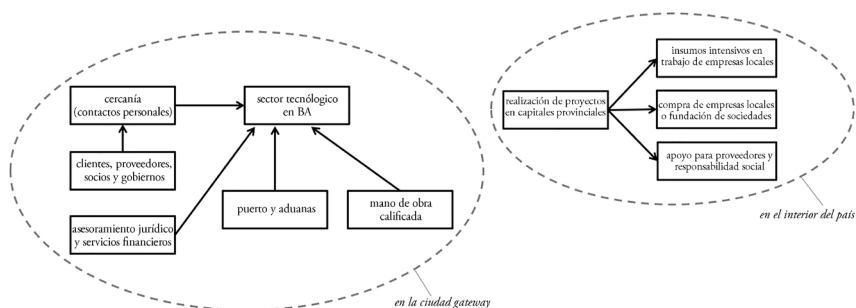 cercanía
(contactos personales)
sector tecnólogico
en BA
clientes, proveedores,
socios y gobiernos
asesoramiento jurídico
y servicios financieros
puerto y aduanas
mano de obra
calificada
en la ciudad gateway
realización de proyectos
en capitales provinciales
insumos intensivos en
trabajo de empresas locales
compra de empresas locales
o fundación de sociedades
apoyo para proveedores y
responsabilidad social
en el interior del país